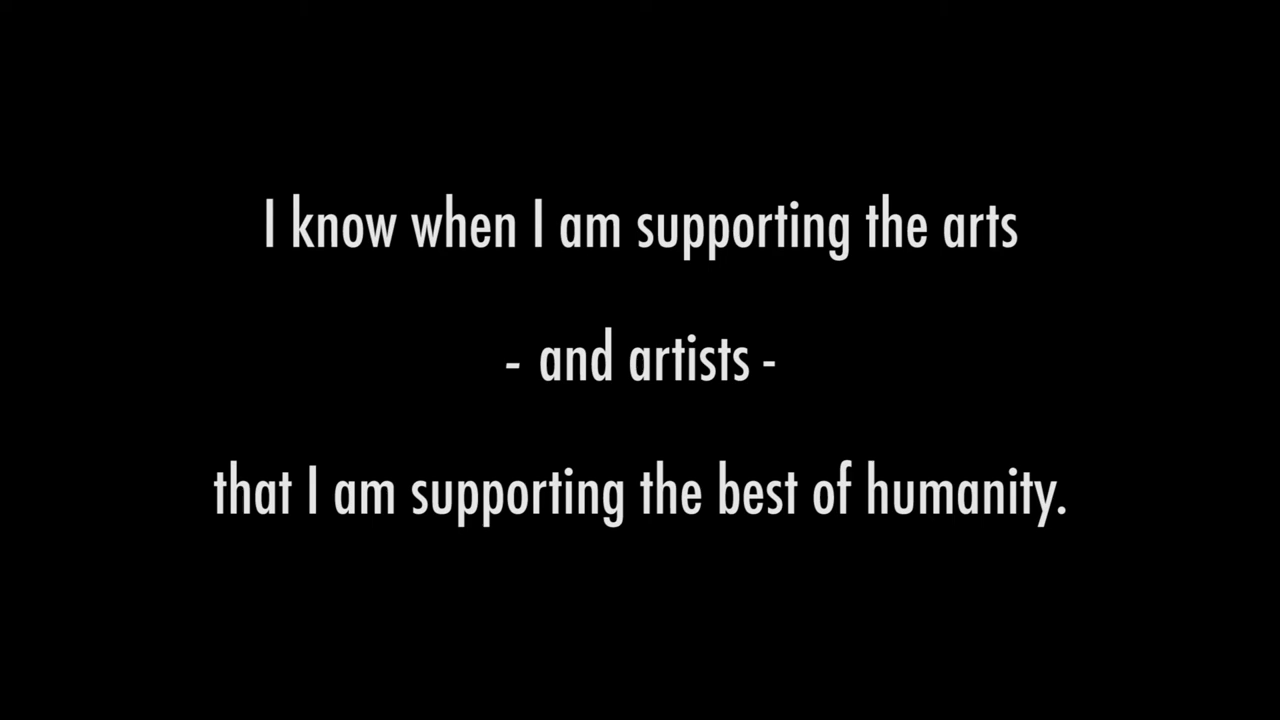 I know when I am supporting the arts
- and artists -
that I am supporting the best of humanity.